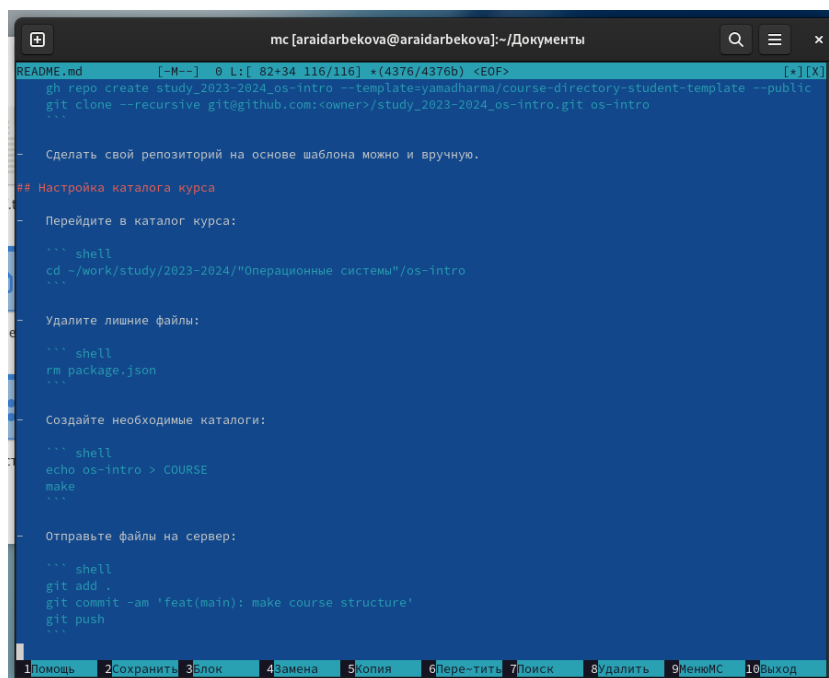 mc [araidarbekova@araidarbekova]:~/Документы
README.md [-M--] 0 L:[ 82+34 116/116] *(4376/4376b) <EOF> [*][X]
gh repo create study_2023-2024_os-intro --template=yamadharma/course-directory-student-template --public
git clone --recursive git@github.com:<owner>/study_2023-2024_os-intro.git os-intro
```
- Сделать свой репозиторий на основе шаблона можно и вручную.
## Настройка каталога курса
- Перейдите в каталог курса:
``` shell
cd ~/work/study/2023-2024/"Операционные системы"/os-intro
```
- Удалите лишние файлы:
``` shell
rm package.json
```
- Создайте необходимые каталоги:
``` shell
echo os-intro > COURSE
make
```
- Отправьте файлы на сервер:
``` shell
git add .
git commit -am 'feat(main): make course structure'
git push
```
1Помощь 2Сохранить 3Блок 4Замена 5Копия 6Пере~тить 7Поиск 8Удалить 9МенюМС 10Выход